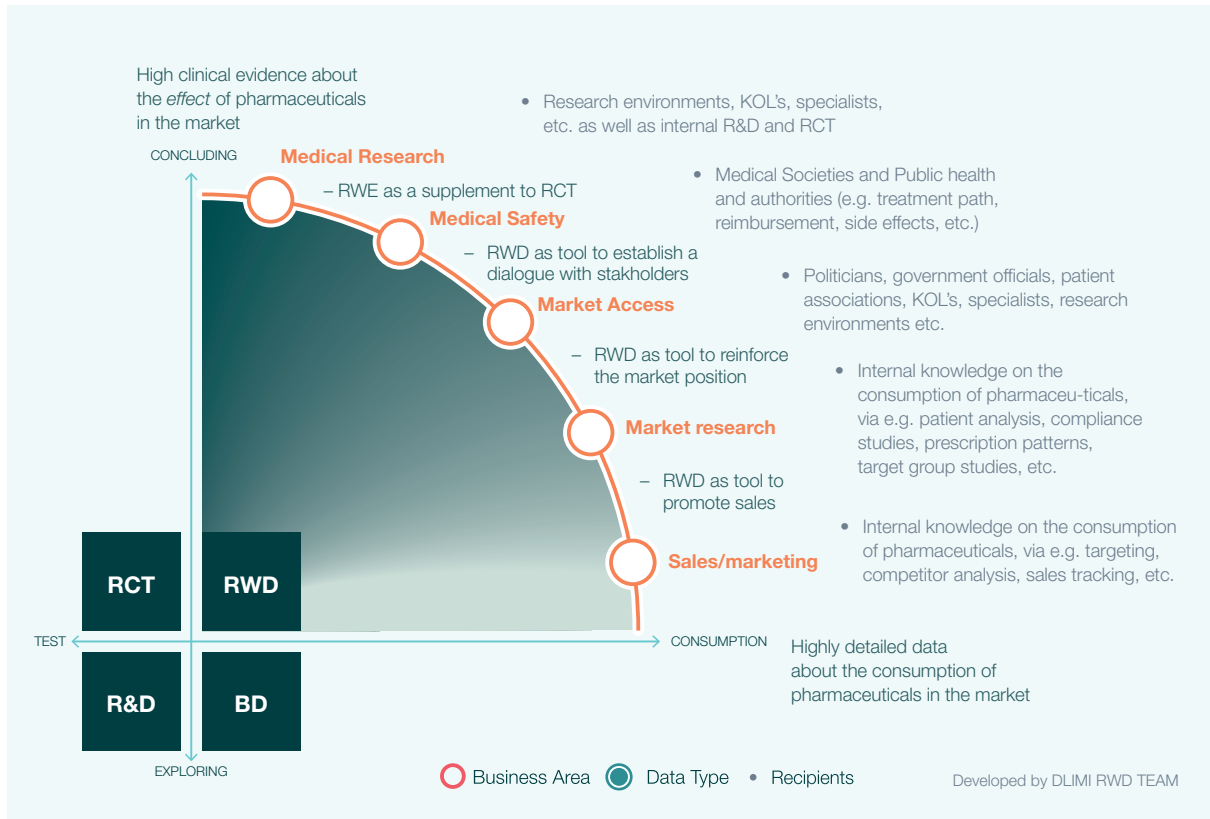 High clinical evidence about
the effect of pharmaceuticals
in the market
CONCLUDING
Medical Research
– RWE as a supplement to RCT
Medical Safety
– RWD as tool to establish a
dialogue with stakholders
Market Access
– RWD as tool to reinforce
the market position
Market research
– RWD as tool to
promote sales
Sales/marketing
• Research environments, KOL's, specialists,
etc. as well as internal R&D and RCT
• Medical Societies and Public health
and authorities (e.g. treatment path,
reimbursement, side effects, etc.)
• Politicians, government officials, patient
associations, KOL's, specialists, research
environments etc.
• Internal knowledge on the
consumption of pharmaceu-ticals,
via e.g. patient analysis, compliance
studies, prescription patterns,
target group studies, etc.
• Internal knowledge on the consumption
of pharmaceuticals, via e.g. targeting,
competitor analysis, sales tracking, etc.
RCT
RWD
TEST
CONSUMPTION
Highly detailed data
about the consumption of
pharmaceuticals in the market
R&D
BD
EXPLORING
Business Area
Data Type
• Recipients
Developed by DLIMI RWD TEAM